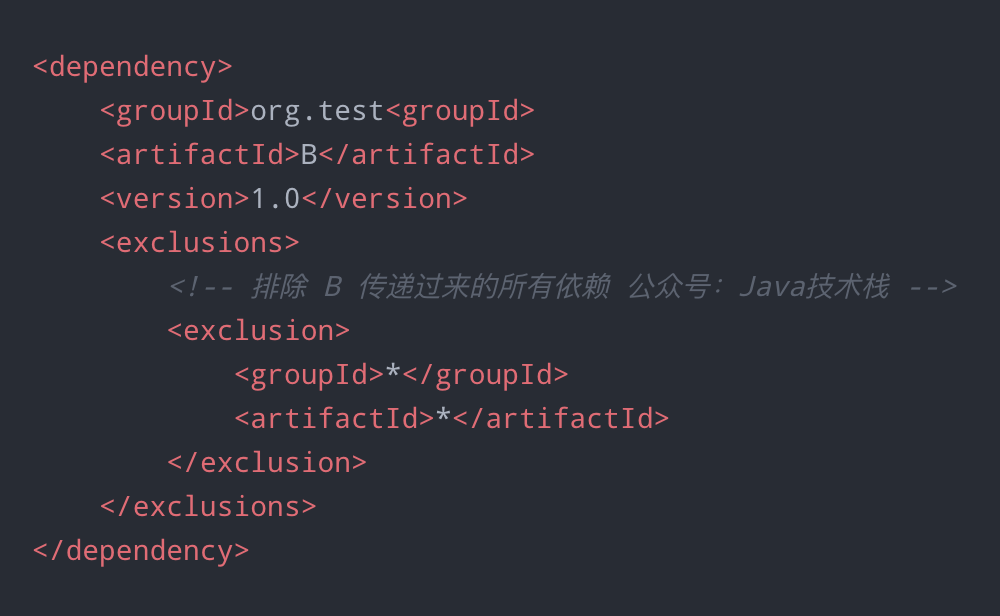 <dependency>
    <groupId>org.test<groupId>
    <artifactId>B</artifactId>
    <version>1.0</version>
    <exclusions>
        <!-- 排除 B 传递过来的所有依赖 公众号：Java技术栈 -->
        <exclusion>
            <groupId>*</groupId>
            <artifactId>*</artifactId>
        </exclusion>
    </exclusions>
</dependency>